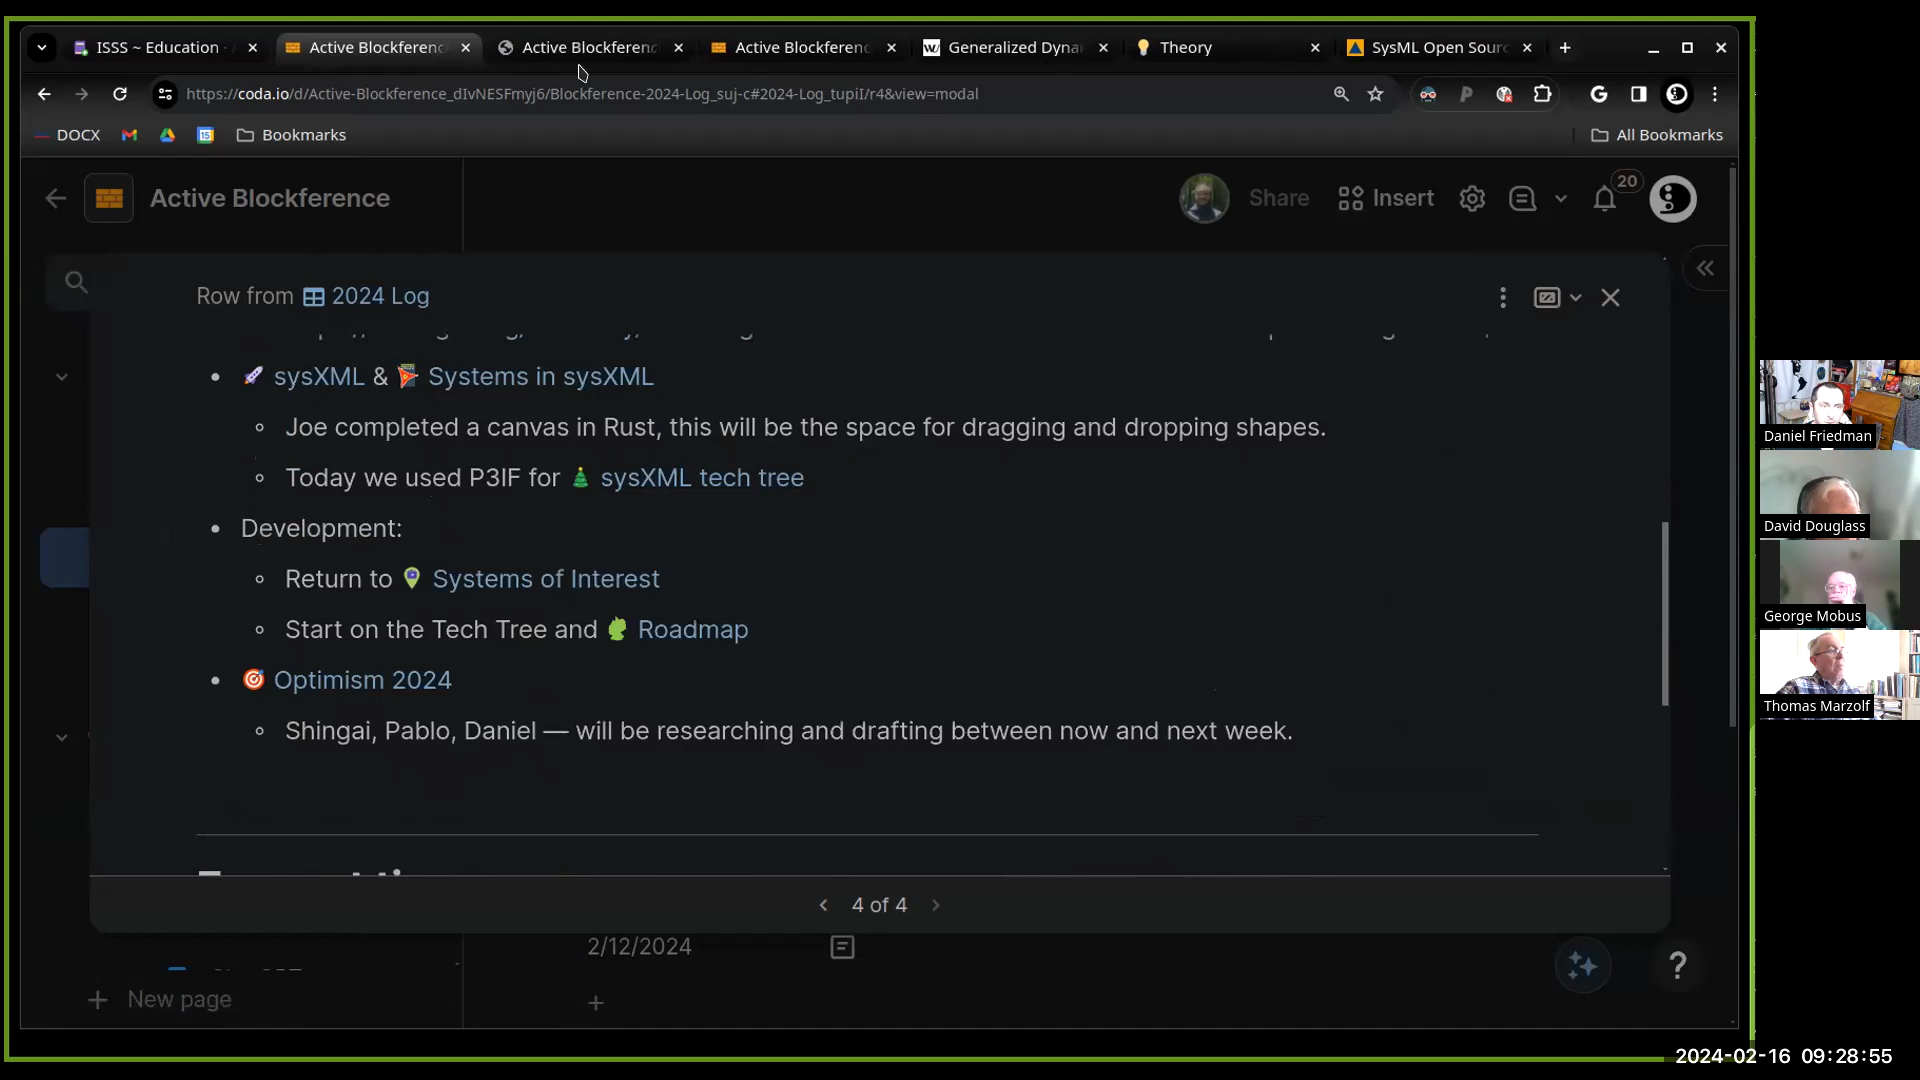 ISSS ~ Education
Active Blockferenc
Active Blockferenc
Active Blockferenc
Generalized Dyna
Theory
SysML Open Sourc
https://coda.io/d/Active-Blockference_dIvNESFmyj6/Blockference-2024-Log_suj-c#2024-Log_tupiI/r4&view=modal
DOCX
Bookmarks
All Bookmarks
Active Blockference
Share
Insert
20
Row from 2024 Log
sysXML & Systems in sysXML
Joe completed a canvas in Rust, this will be the space for dragging and dropping shapes.
Today we used P3IF for sysXML tech tree
Development:
Return to Systems of Interest
Start on the Tech Tree and Roadmap
Optimism 2024
Shingai, Pablo, Daniel — will be researching and drafting between now and next week.
4 of 4
2/12/2024
New page
Daniel Friedman
David Douglass
George Mobus
Thomas Marzolf
2024-02-16 09:28:55